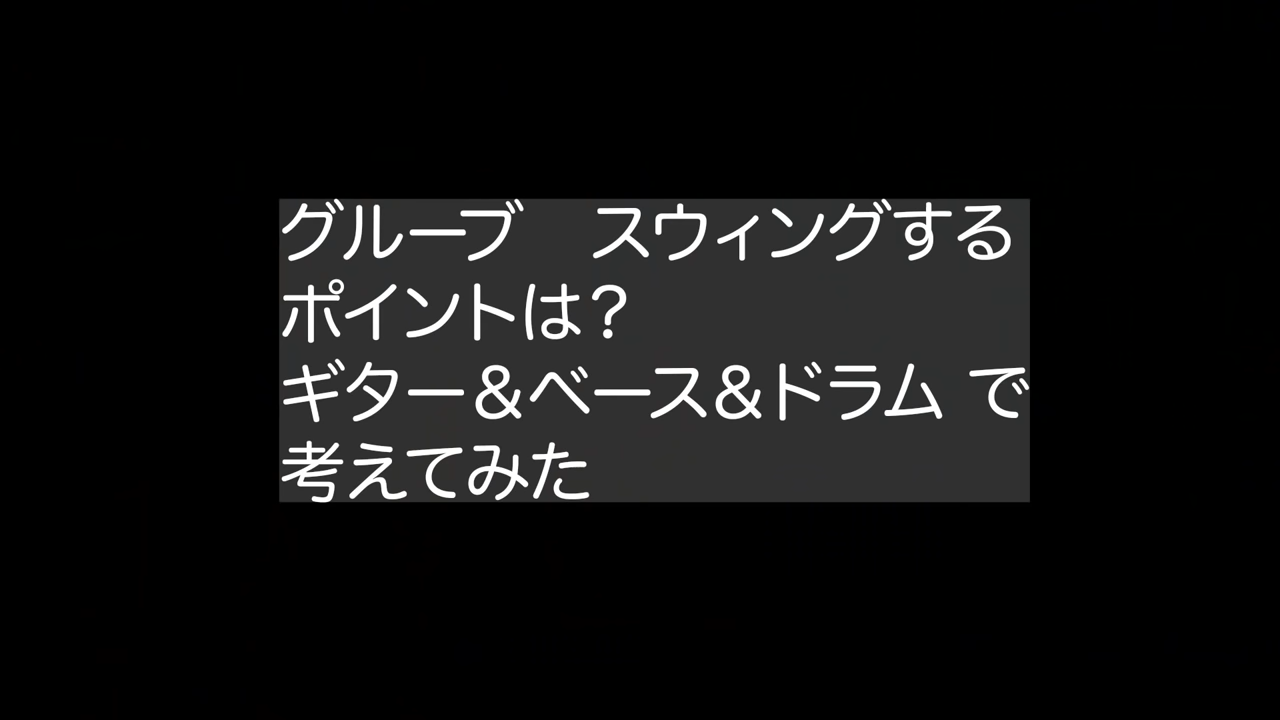 グルーブ　スウィングする
ポイントは？
ギター＆ベース＆ドラム で
考えてみた